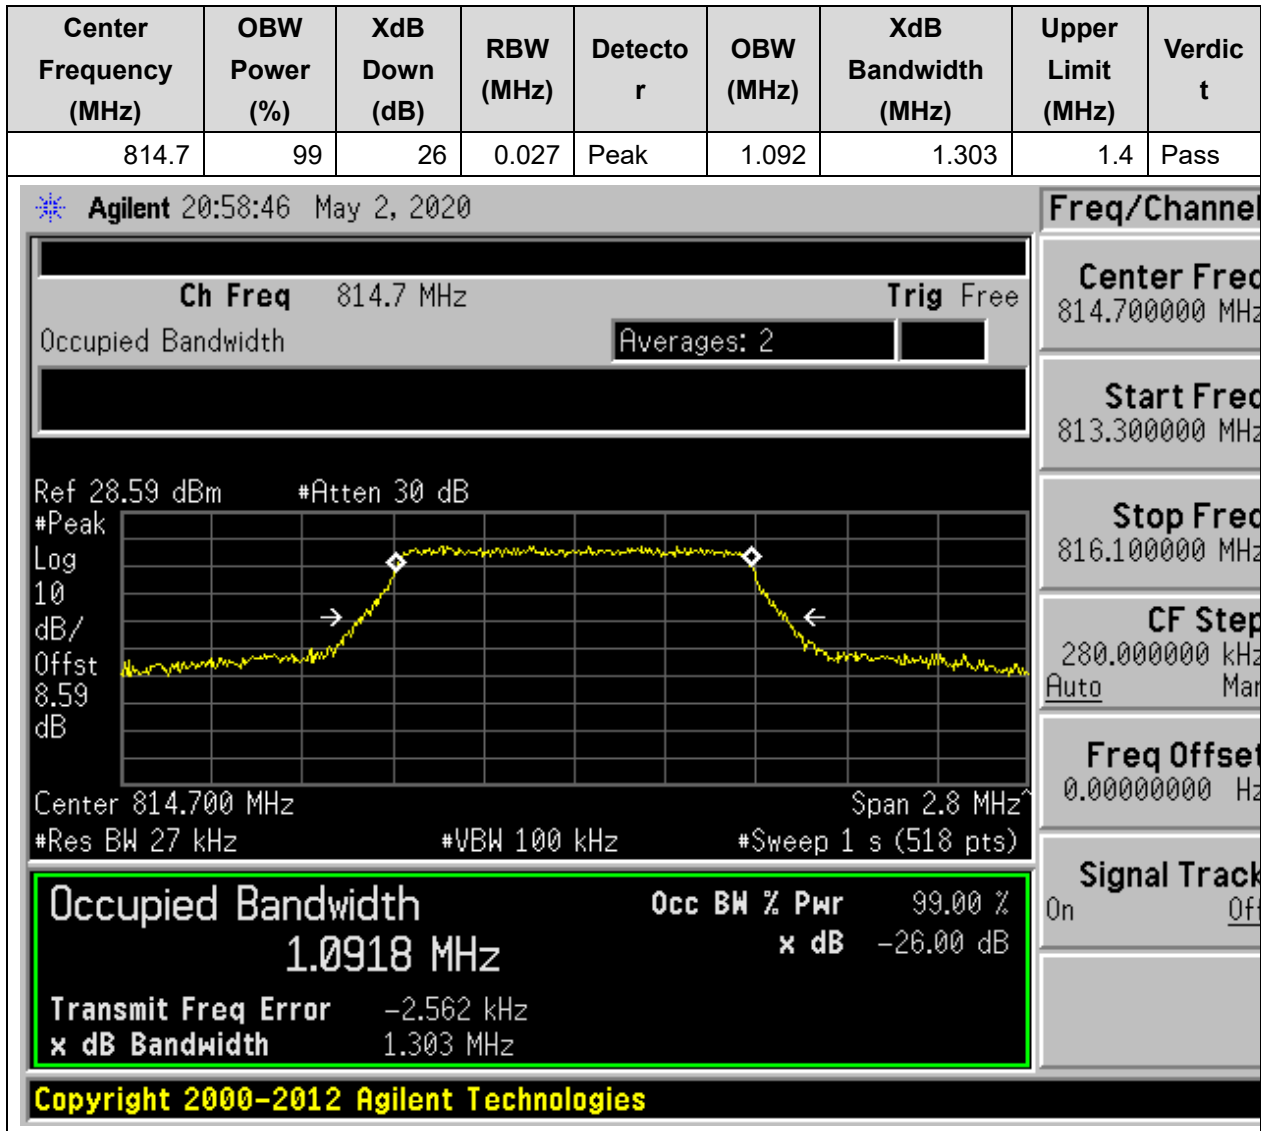 Center Frequency (MHz) OBW Power (%) XdB Down (dB) RBW (MHz) Detecto r OBW (MHz) XdB Bandwidth (MHz) Upper Limit (MHz) Verdic t
814.7 99 26 0.027 Peak 1.092 1.303 1.4 Pass
Agilent 20:58:46 May 2, 2020
Freq/Channel
Ch Freq 814.7 MHz Trig Free
Occupied Bandwidth Averages: 2
Center Freq
814.700000 MHz
Start Freq
813.300000 MHz
Stop Freq
816.100000 MHz
CF Step
280.000000 kHz
Auto Man
Freq Offset
0.00000000 Hz
Signal Track
On Off
Ref 28.59 dBm #Atten 30 dB
#Peak
Log
10
dB/
Offst
8.59
dB
Center 814.700 MHz Span 2.8 MHz^
#Res BW 27 kHz #VBW 100 kHz #Sweep 1 s (518 pts)
Occupied Bandwidth Occ BW % Pwr 99.00 %
1.0918 MHz x dB -26.00 dB
Transmit Freq Error -2.562 kHz
x dB Bandwidth 1.303 MHz
Copyright 2000-2012 Agilent Technologies